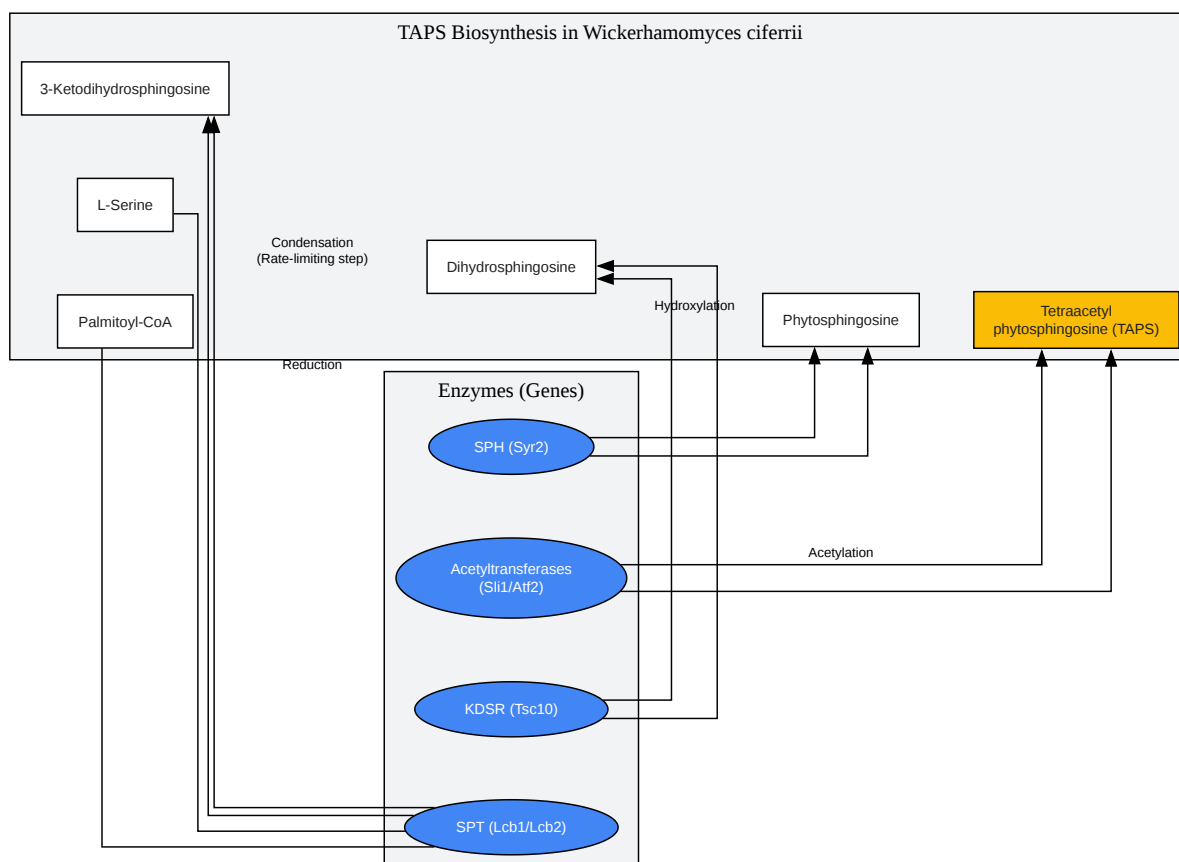 TAPS Biosynthesis in Wickerhamomyces ciferrii
3-Ketodihydrosphingosine
L-Serine
Condensation
(Rate-limiting step)
Dihydrosphingosine
Hydroxylation
Palmitoyl-CoA
Phytosphingosine
Tetraacetyl
phytosphingosine (TAPS)
Reduction
Enzymes (Genes)
SPH (Syr2)
Acetyltransferases
(Sli1/Atf2)
Acetylation
KDSR (Tsc10)
SPT (Lcb1/Lcb2)